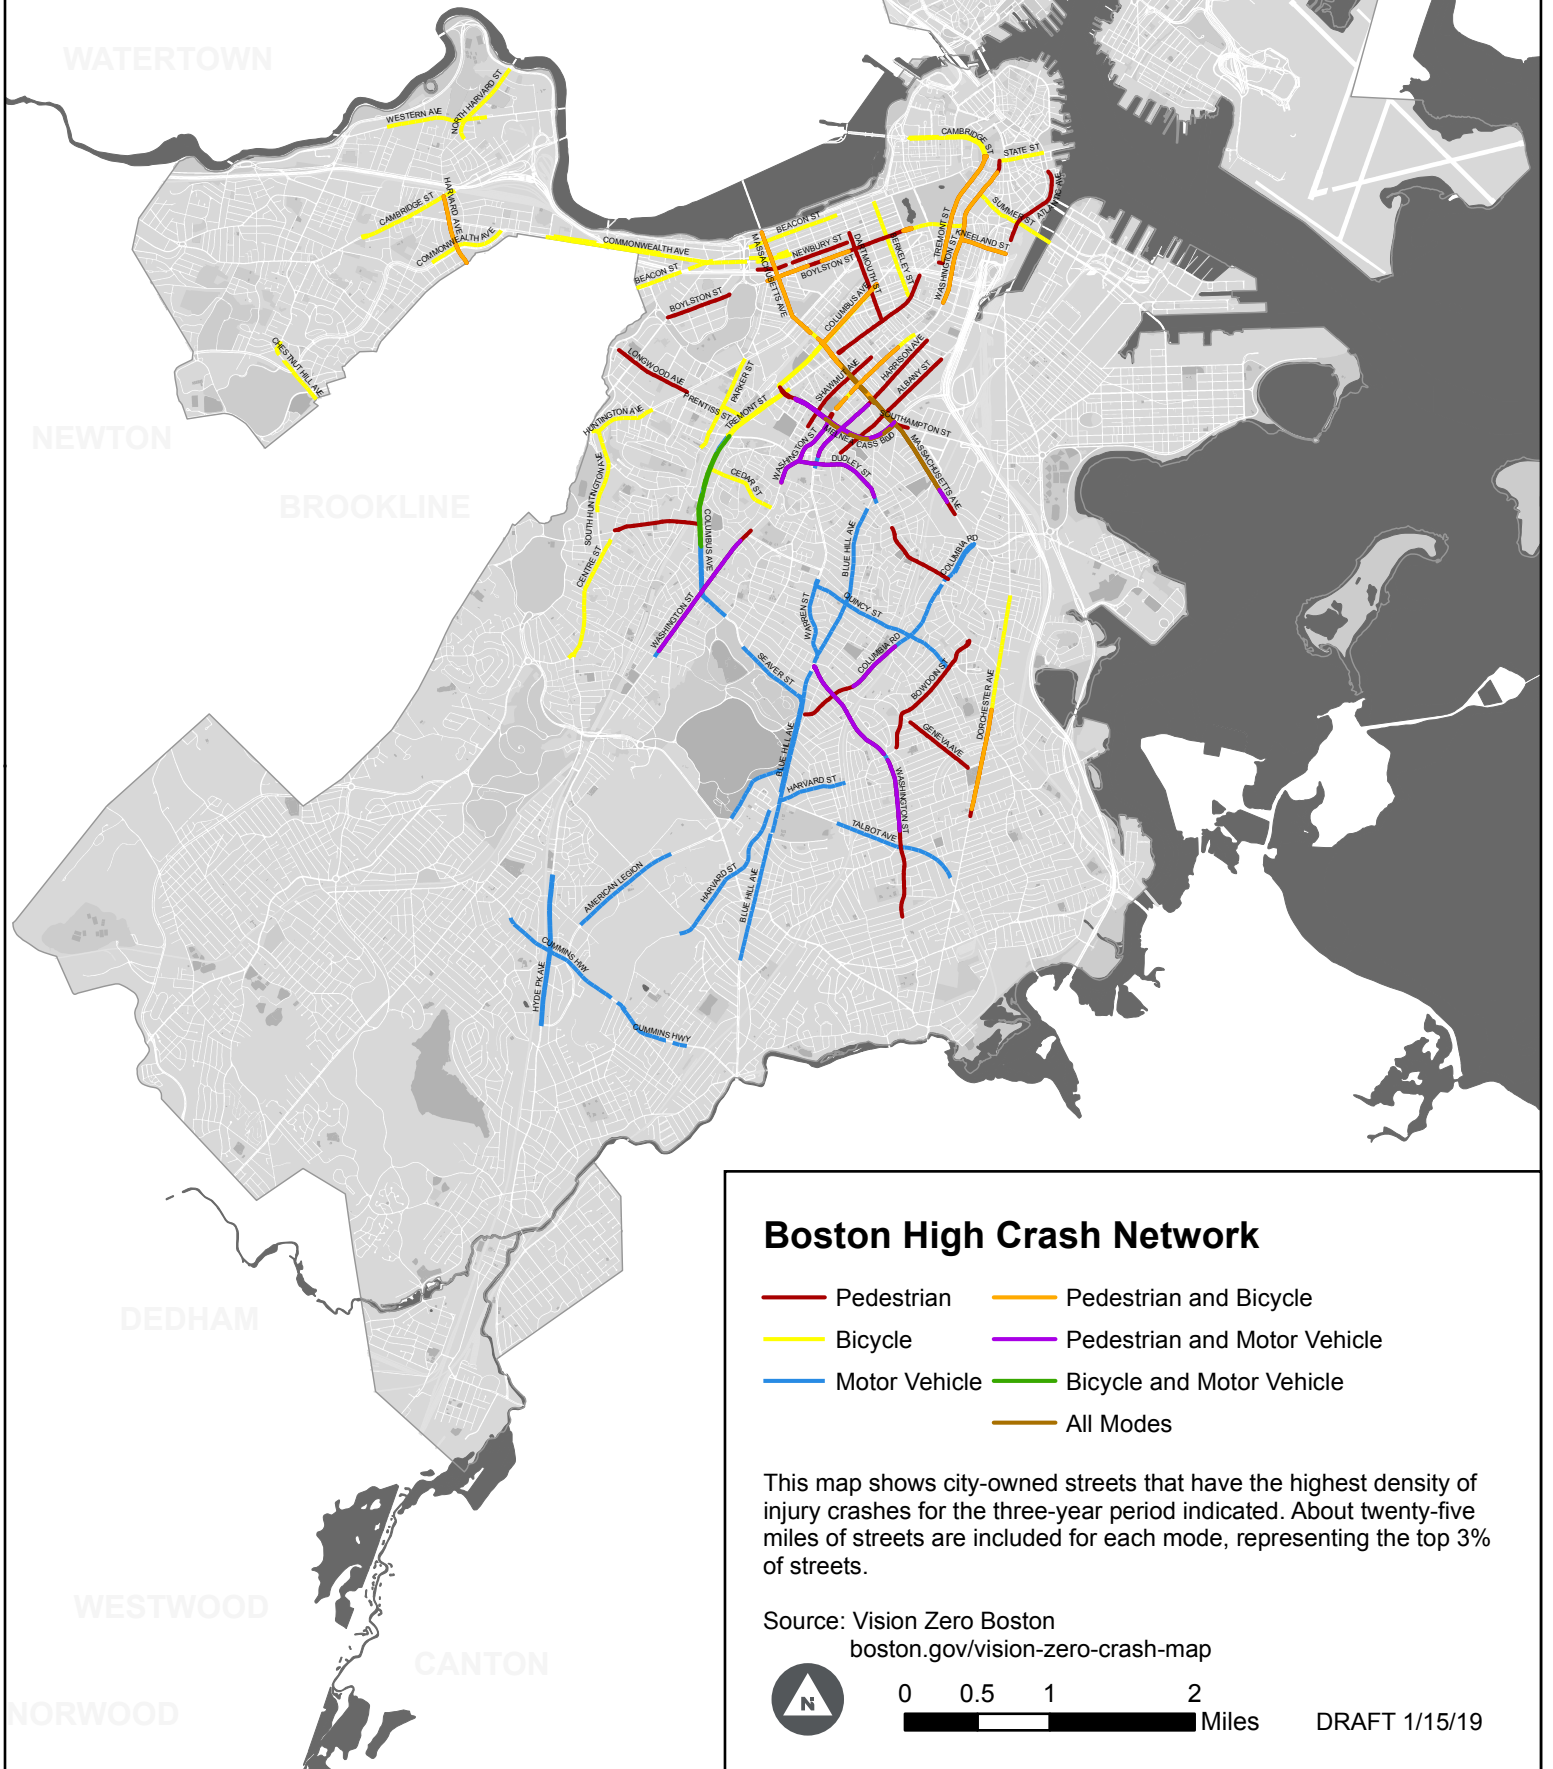 WATERTOWN
NORTH HARVARD ST
WESTERN AVE
CAMBRIDGE ST
STATE ST
HARVARD AVE
CAMBRIDGE ST
ATLANTIC AVE
SUMMER ST
BEACON ST
TREMONT ST
COMMONWEALTH AVE
KNEELAND ST
COMMONWEALTH AVE
NEWBURY ST
DARTMOUTH ST
BERKELEY ST
MASSACHUSETTS AVE
BOYLSTON ST
WASHINGTON ST
BEACON ST
BOYLSTON ST
COLUMBUS AVE
CHESTNUT HILL AVE
LONGWOOD AVE
HARRISON AVE
PARKER ST
SHAWMUT AVE
ALBANY ST
PRENTISS ST
TREMONT ST
HUNTINGTON AVE
SOUTHAMPTON ST
NEWTON
MELNEA CASS BLVD
WASHINGTON ST
MASSACHUSETTS AVE
DUDLEY ST
CEDAR ST
BROOKLINE
SOUTH HUNTINGTON AVE
COLUMBUS AVE
BLUE HILL AVE
COLUMBIA RD
CENTRE ST
WARREN ST
QUINCY ST
WASHINGTON ST
COLUMBIA RD
SEAVER ST
BOWDOIN ST
DORCHESTER AVE
GENEVA AVE
BLUE HILL AVE
HARVARD ST
WASHINGTON ST
TALBOT AVE
AMERICAN LEGION
HARVARD ST
BLUE HILL AVE
CUMMINS HWY
HYDE PK AVE
CUMMINS HWY
DEDHAM
WESTWOOD
CANTON
NORWOOD
Boston High Crash Network
Pedestrian
Pedestrian and Bicycle
Bicycle
Pedestrian and Motor Vehicle
Motor Vehicle
Bicycle and Motor Vehicle
All Modes
This map shows city-owned streets that have the highest density of
injury crashes for the three-year period indicated. About twenty-five
miles of streets are included for each mode, representing the top 3%
of streets.
Source: Vision Zero Boston
boston.gov/vision-zero-crash-map
N
0 0.5 1 2
Miles
DRAFT 1/15/19